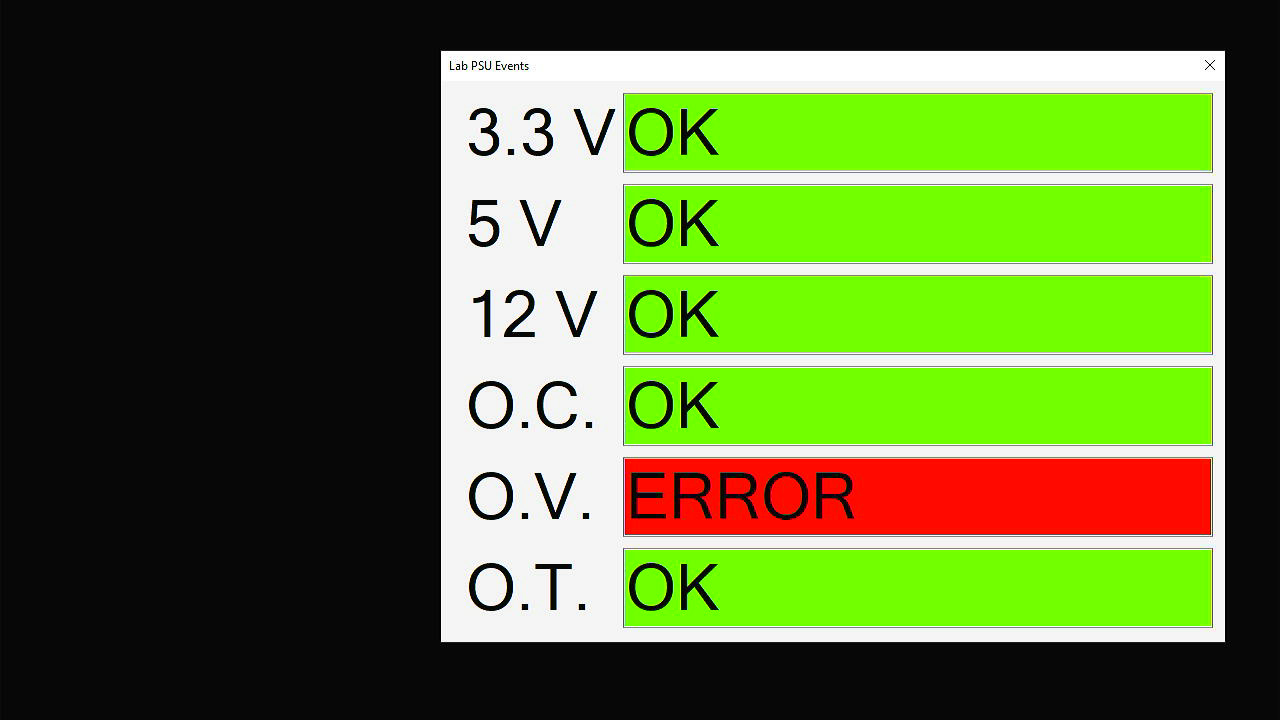 Lab PSU Events
3.3 V OK
5 V OK
12 V OK
O.C. OK
O.V. ERROR
O.T. OK